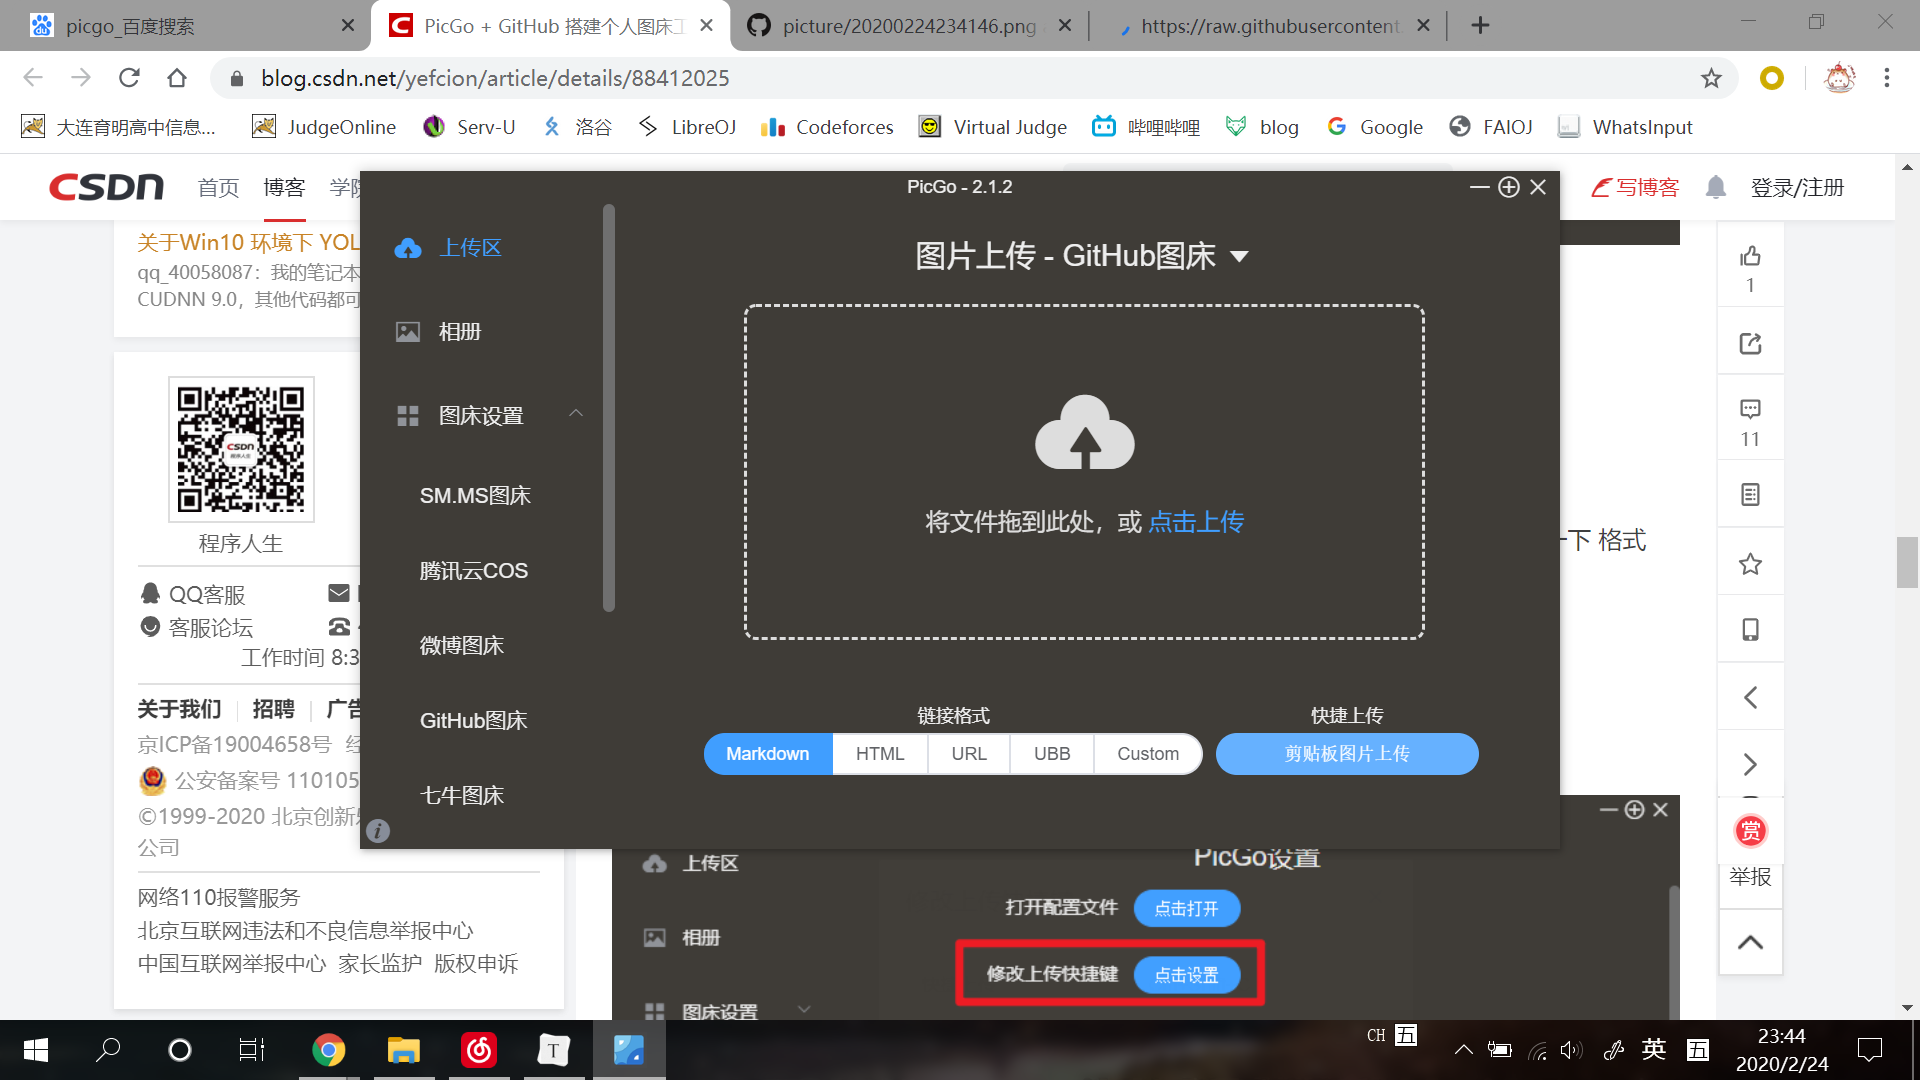 picgo_百度搜索
PicGo + GitHub 搭建个人图床工
picture/20200224234146.png
https://raw.githubusercontent
blog.csdn.net/yefcion/article/details/88412025
大连育明高中信息...
JudgeOnline
Serv-U
洛谷
LibreOJ
Codeforces
Virtual Judge
哔哩哔哩
blog
Google
FAIOJ
WhatsInput
CSDN
首页
博客
学院
写博客
登录/注册
关于Win10 环境下 YOL
qq_40058087：我的笔记本
CUDNN 9.0，其他代码都可
CSDN
程序人生
程序人生
QQ客服
客服论坛
工作时间 8:3
关于我们
招聘
广告
京ICP备19004658号 经
公安备案号 110105
©1999-2020 北京创新乐
公司
网络110报警服务
北京互联网违法和不良信息举报中心
中国互联网举报中心 家长监护 版权申诉
PicGo - 2.1.2
上传区
相册
图床设置
SM.MS图床
腾讯云COS
微博图床
GitHub图床
七牛图床
i
图片上传 - GitHub图床
将文件拖到此处，或 点击上传
链接格式
快捷上传
Markdown
HTML
URL
UBB
Custom
剪贴板图片上传
一下 格式
PicGo设置
上传区
打开配置文件
点击打开
相册
修改上传快捷键
点击设置
图床设置
1
11
赏
举报
T
CH 五
英
五
23:44
2020/2/24